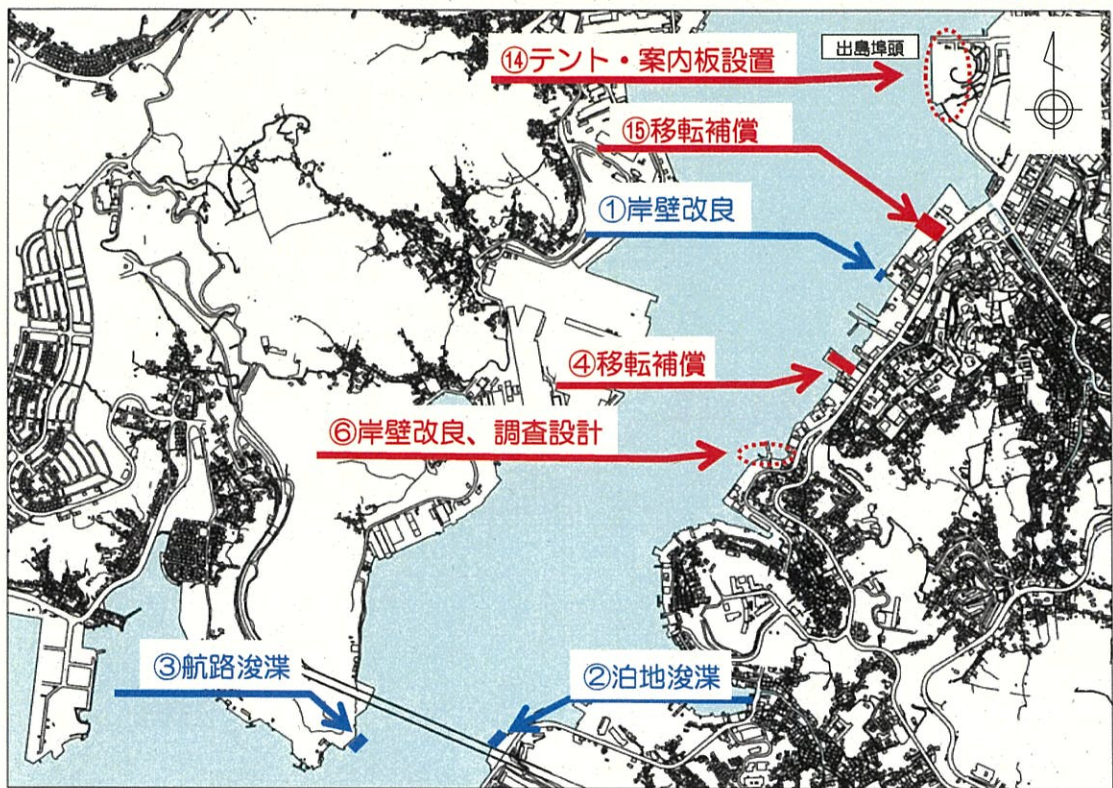 出島埠頭
⑭テント・案内板設置
⑮移転補償
①岸壁改良
④移転補償
⑥岸壁改良、調査設計
③航路浚渫
②泊地浚渫